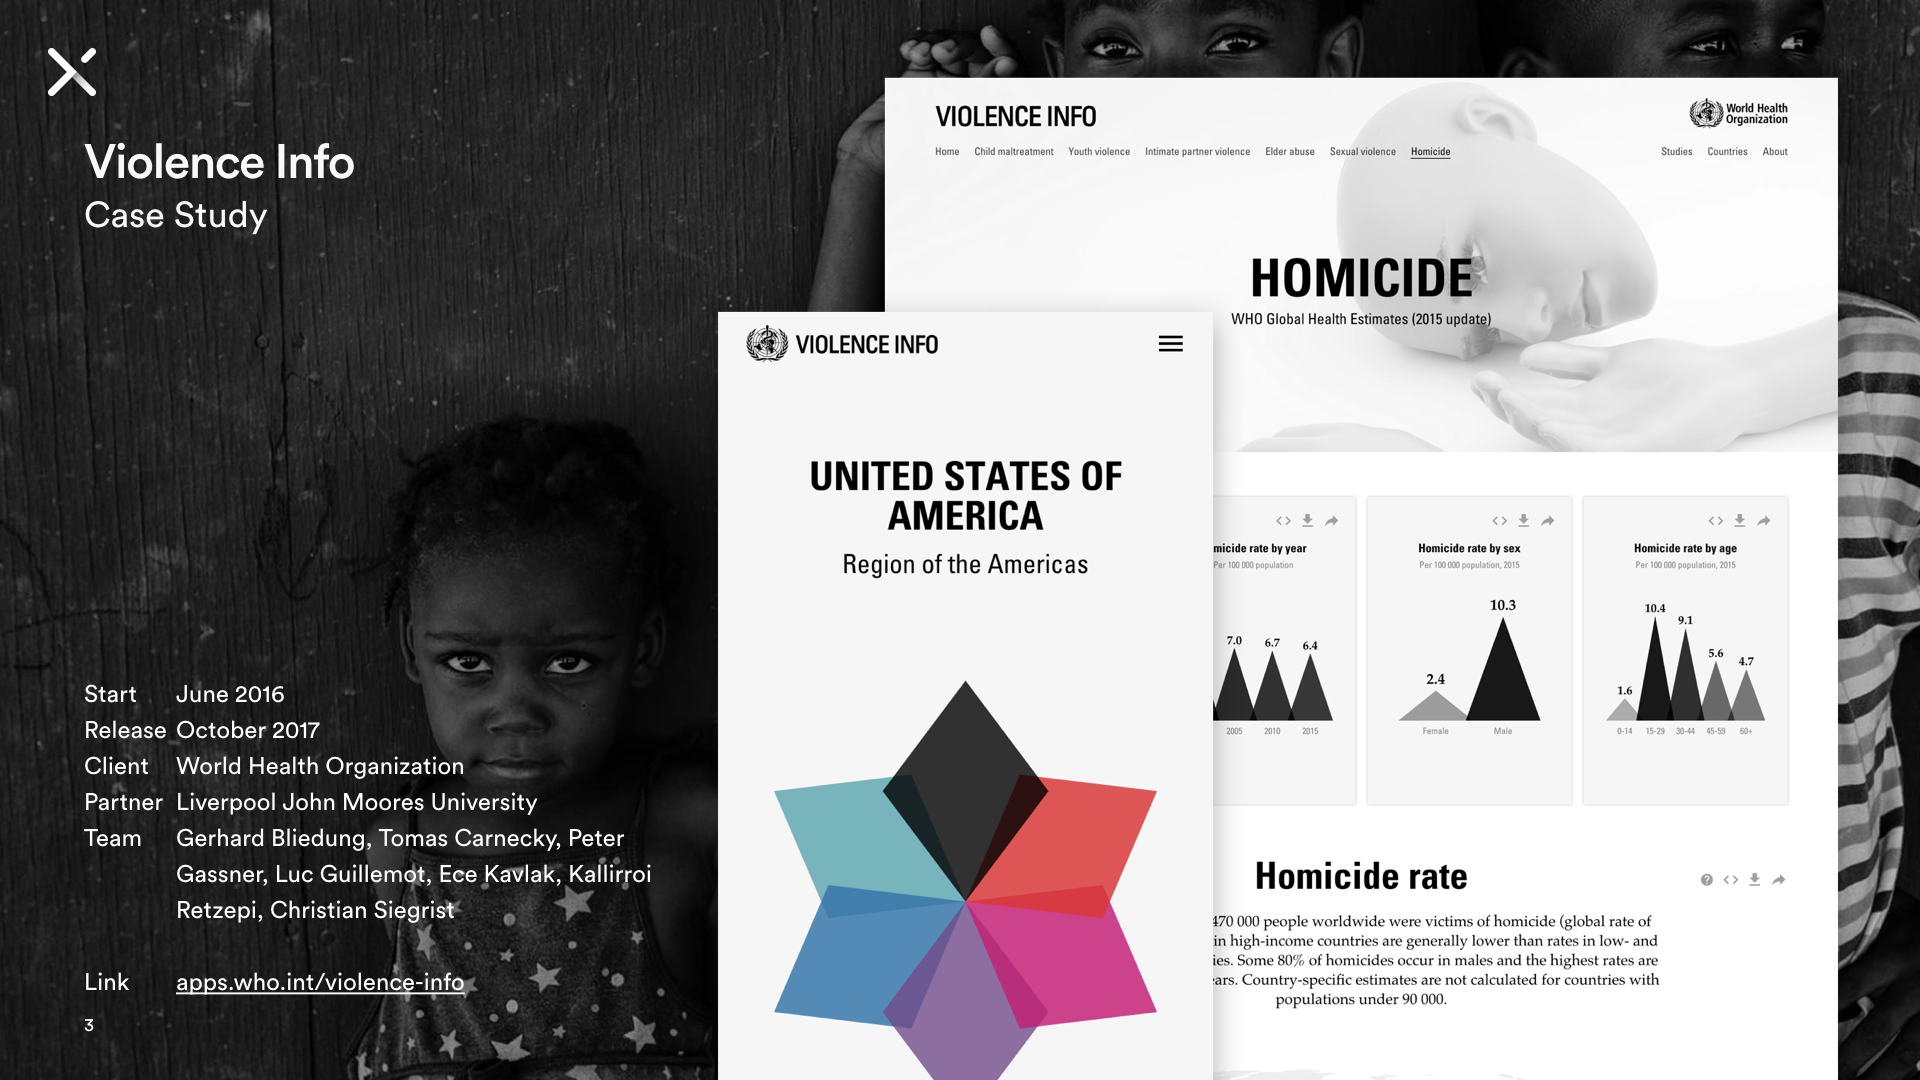 Violence Info
Case Study
Start June 2016
Release October 2017
Client World Health Organization
Partner Liverpool John Moores University
Team Gerhard Bliedung, Tomas Carnecky, Peter
Gassner, Luc Guillemot, Ece Kavlak, Kallirroi
Retzepi, Christian Siegrist
Link apps.who.int/violence-info
3
VIOLENCE INFO
UNITED STATES OF
AMERICA
Region of the Americas
VIOLENCE INFO
World Health
Organization
Home Child maltreatment Youth violence Intimate partner violence Elder abuse Sexual violence Homicide Studies Countries About
HOMICIDE
WHO Global Health Estimates (2015 update)
micide rate by year
Per 100 000 population
7.0 6.7 6.4
2005 2010 2015
Homicide rate by sex
Per 100 000 population, 2015
10.3
2.4
Female Male
Homicide rate by age
Per 100 000 population, 2015
10.4
9.1
5.6
4.7
1.6
0-14 15-29 30-44 45-59 60+
Homicide rate
470 000 people worldwide were victims of homicide (global rate of
in high-income countries are generally lower than rates in low- and
ies. Some 80% of homicides occur in males and the highest rates are
ars. Country-specific estimates are not calculated for countries with
populations under 90 000.